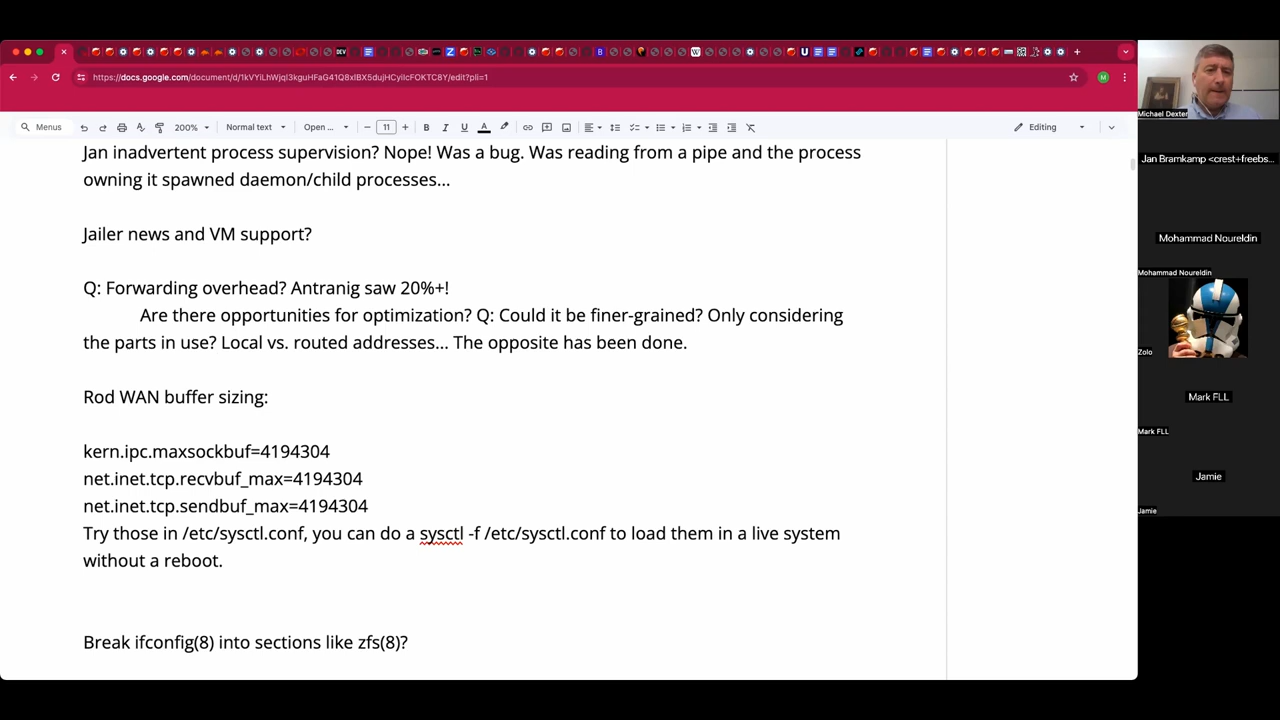 https://docs.google.com/document/d/1kVYiLhWjql3kguHFaG41Q8xlBX5dujHCyilcFOKTC8Y/edit?pli=1
Menus
200%
Normal text
Open ...
11
Editing
Jan inadvertent process supervision? Nope! Was a bug. Was reading from a pipe and the process
owning it spawned daemon/child processes...
Jailer news and VM support?
Q: Forwarding overhead? Antranig saw 20%+!
Are there opportunities for optimization? Q: Could it be finer-grained? Only considering
the parts in use? Local vs. routed addresses... The opposite has been done.
Rod WAN buffer sizing:
kern.ipc.maxsockbuf=4194304
net.inet.tcp.recvbuf_max=4194304
net.inet.tcp.sendbuf_max=4194304
Try those in /etc/sysctl.conf, you can do a sysctl -f /etc/sysctl.conf to load them in a live system
without a reboot.
Break ifconfig(8) into sections like zfs(8)?
Michael Dexter
Jan Bramkamp <crest+freebs...
Mohammad Noureldin
Mohammad Noureldin
Zolo
Mark FLL
Mark FLL
Jamie
Jamie